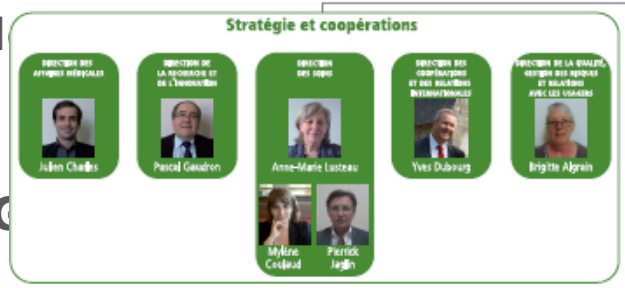 Stratégie et coopérations
DIRECTION DES
AFFAIRES MÉDICALES
Julien Charles
DIRECTION DE
LA RECHERCHE ET
DE L'INNOVATION
Pascal Gaudron
DIRECTION
DES SOINS
Anne-Marie Lusteau
Mylène
Coulaud
Pierrick
DIRECTION DES
COOPÉRATIONS
ET DES RELATIONS
INTERNATIONALES
Yves Dubourg
DIRECTION DE LA QUALITÉ,
GESTION DES RISQUES
ET RELATIONS
AVEC LES USAGERS
Brigitte Algrain